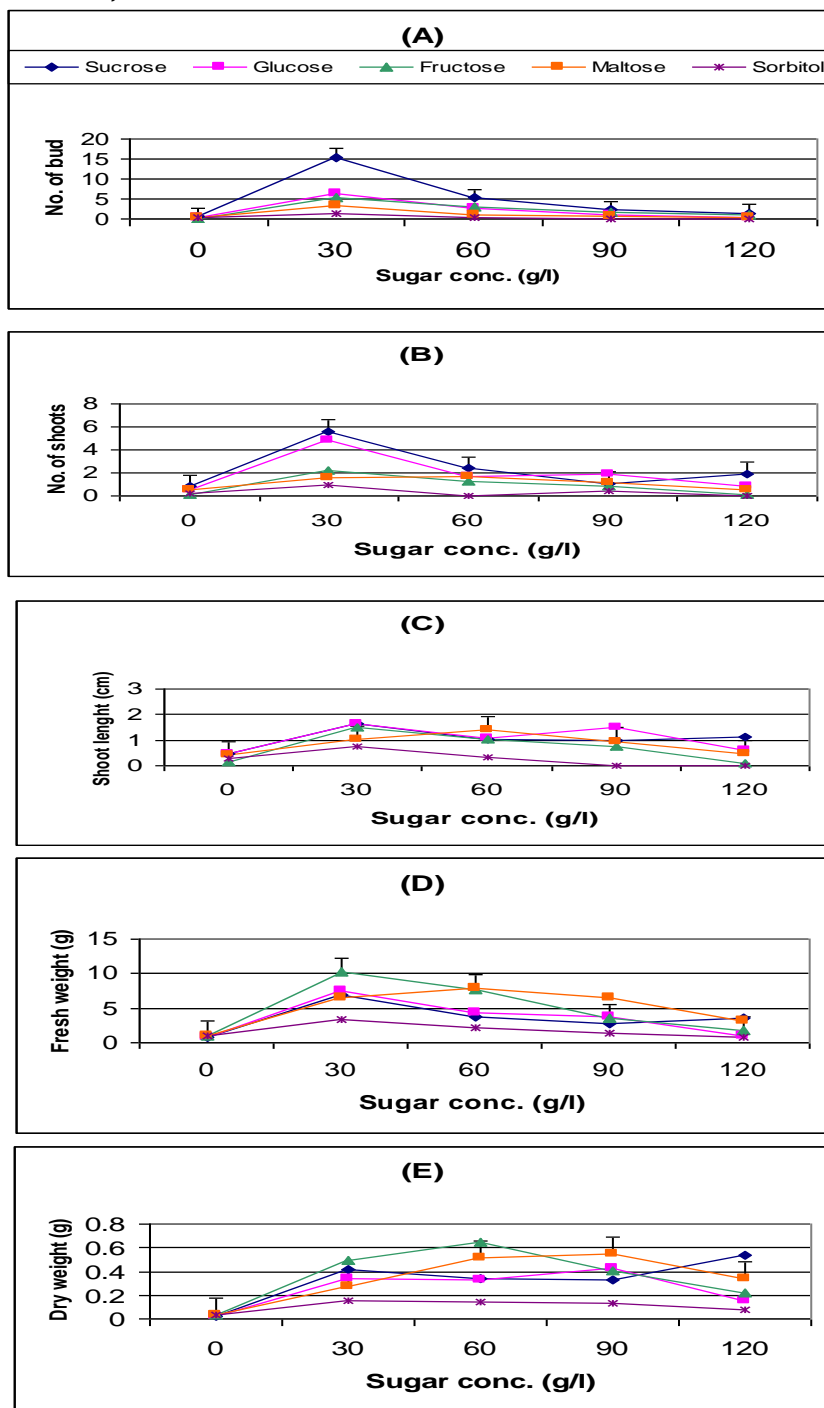 (A)
Sucrose Glucose Fructose Maltose Sorbitol
No. of bud
20
15
10
5
0
0 30 60 90 120
Sugar conc. (g/l)
(B)
No. of shoots
8
6
4
2
0
0 30 60 90 120
Sugar conc. (g/l)
(C)
Shoot lenght (cm)
3
2
1
0
0 30 60 90 120
Sugar conc. (g/l)
(D)
Fresh weight (g)
15
10
5
0
0 30 60 90 120
Sugar conc. (g/l)
(E)
Dry weight (g)
0.8
0.6
0.4
0.2
0
0 30 60 90 120
Sugar conc. (g/l)